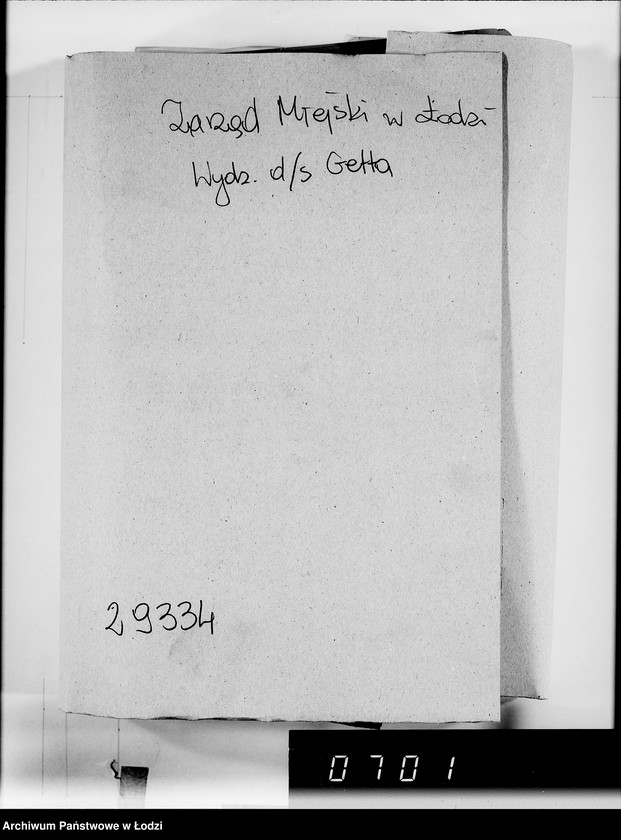 Zarząd Miejski w Łodzi
Wydz. d/s Getta
29334
0701
Archiwum Państwowe w Łodzi